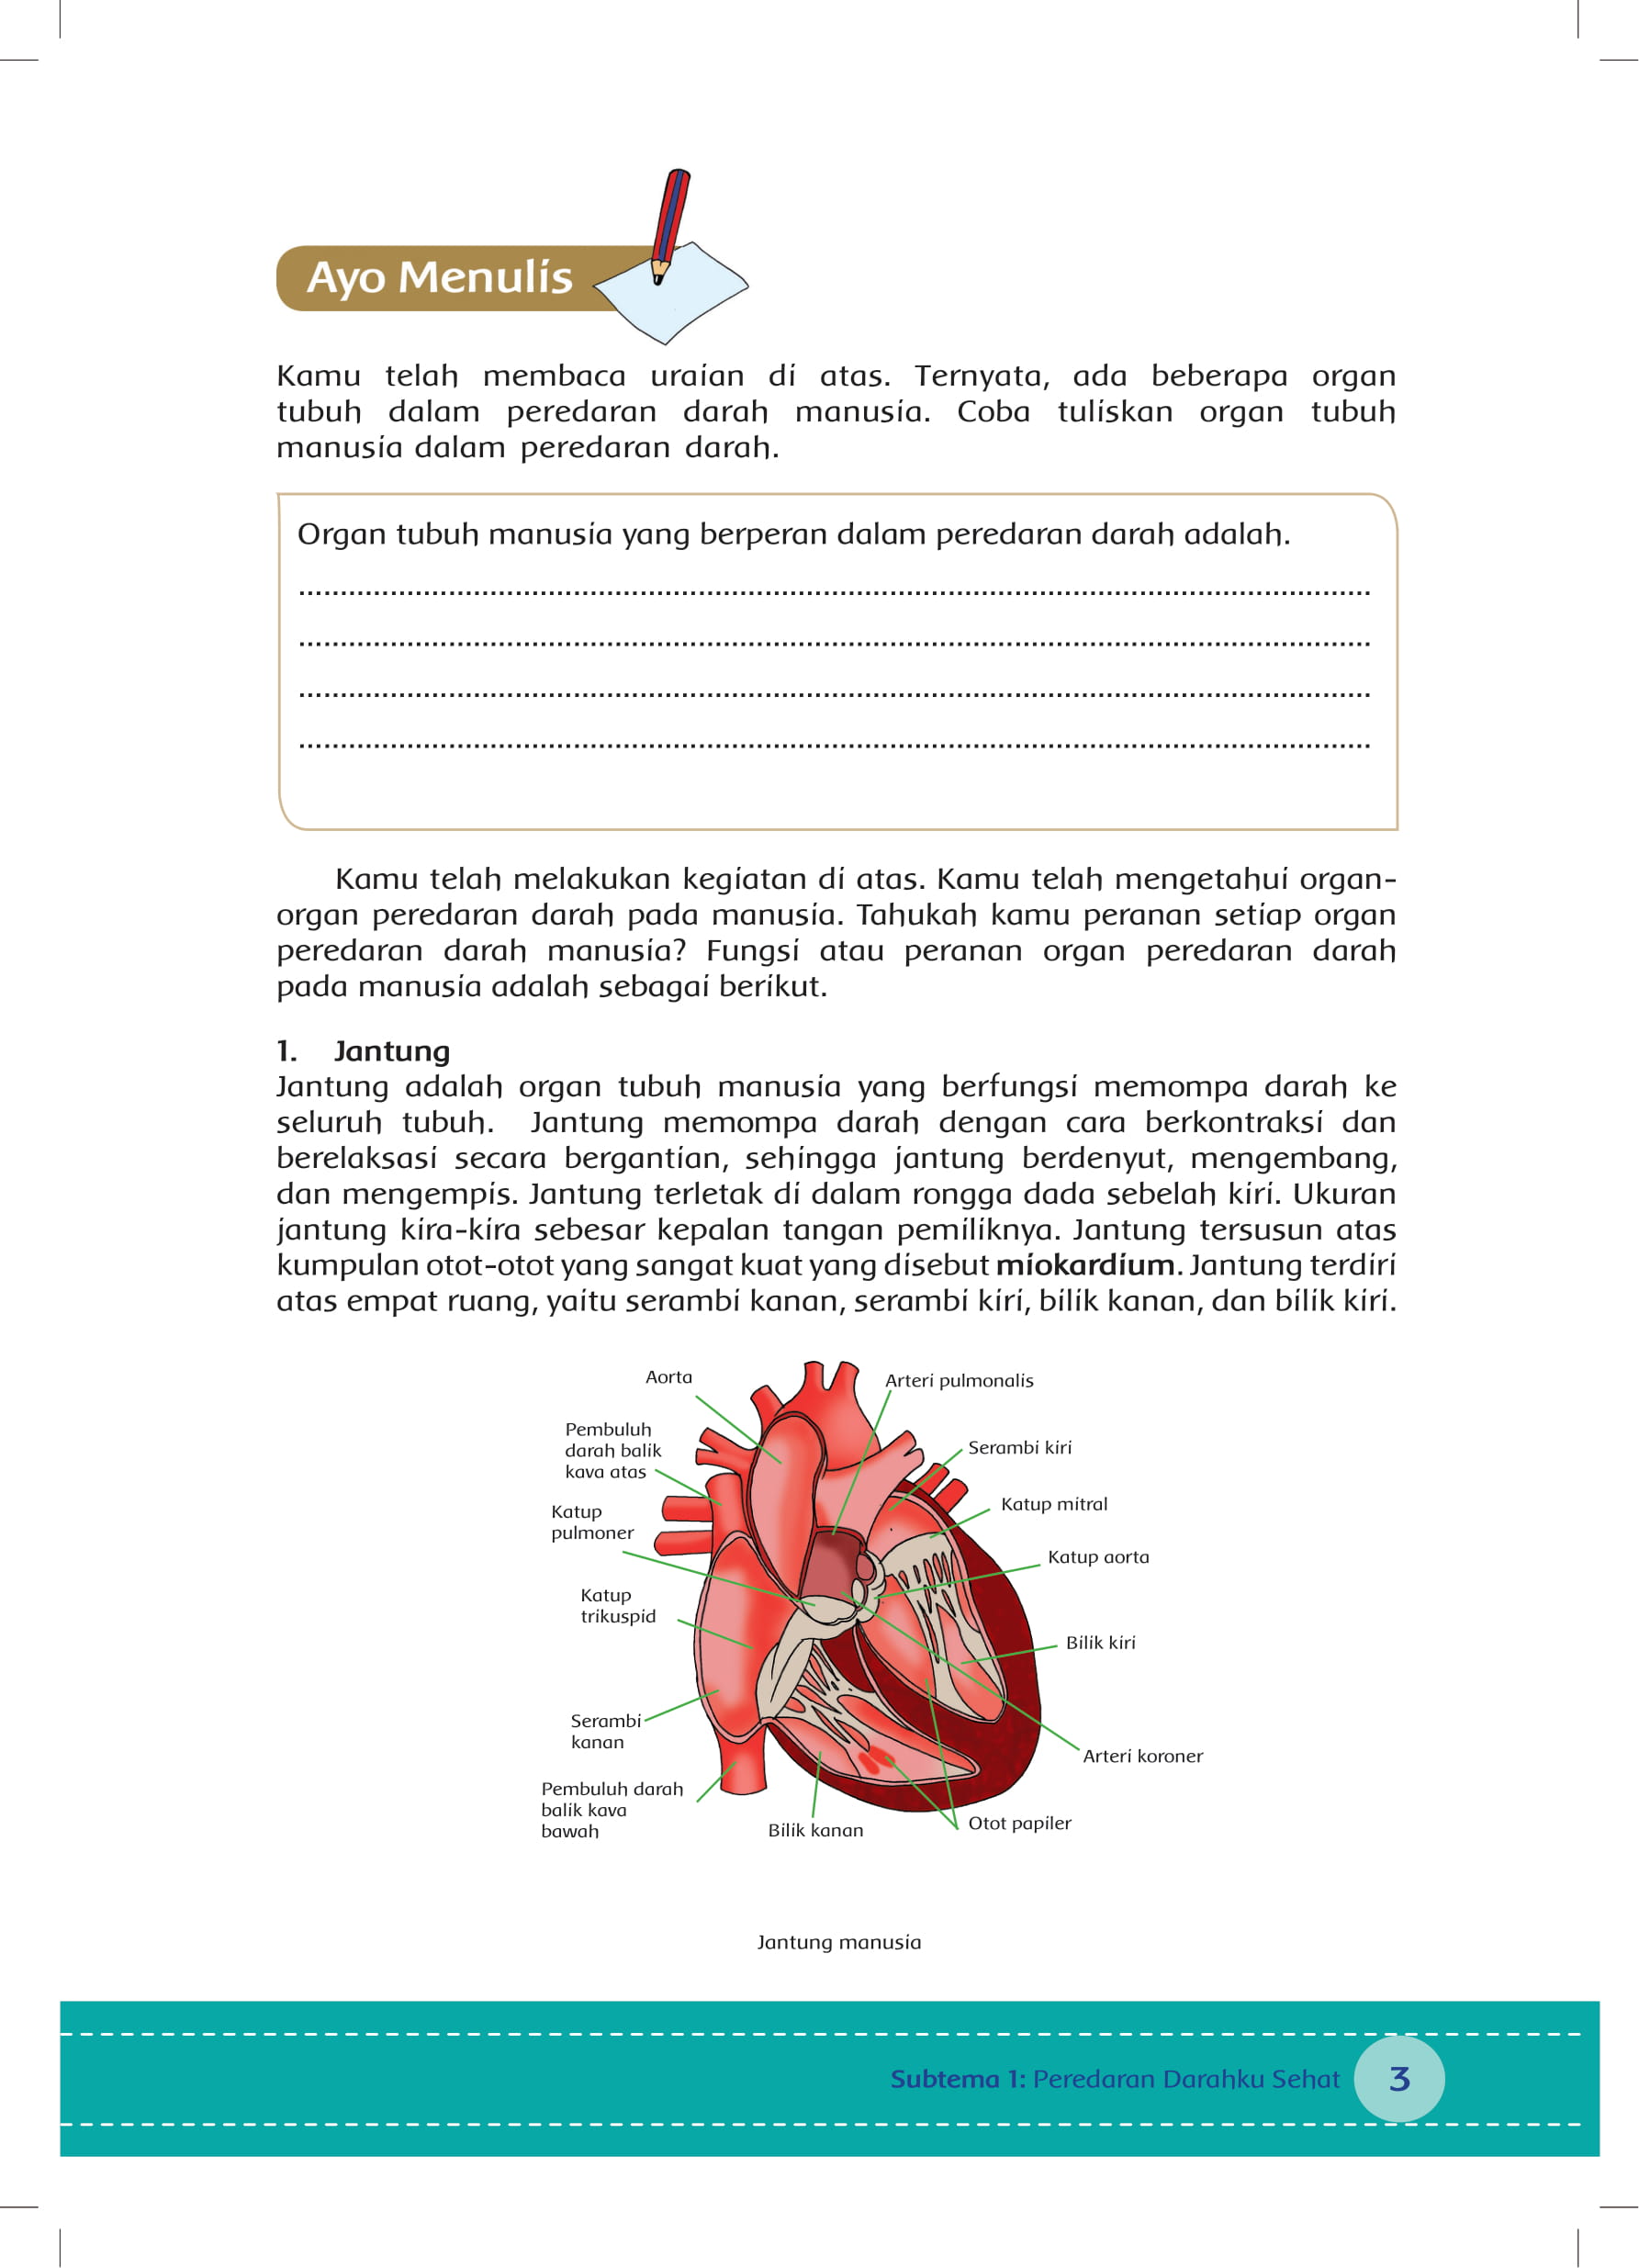 Ayo Menulis
Kamu telah membaca uraian di atas. Ternyata, ada beberapa organ
tubuh dalam peredaran darah manusia. Coba tuliskan organ tubuh
manusia dalam peredaran darah.
Organ tubuh manusia yang berperan dalam peredaran darah adalah.
................................................................................................................................
................................................................................................................................
................................................................................................................................
................................................................................................................................
Kamu telah melakukan kegiatan di atas. Kamu telah mengetahui organ-
organ peredaran darah pada manusia. Tahukah kamu peranan setiap organ
peredaran darah manusia? Fungsi atau peranan organ peredaran darah
pada manusia adalah sebagai berikut.
1. Jantung
Jantung adalah organ tubuh manusia yang berfungsi memompa darah ke
seluruh tubuh. Jantung memompa darah dengan cara berkontraksi dan
berelaksasi secara bergantian, sehingga jantung berdenyut, mengembang,
dan mengempis. Jantung terletak di dalam rongga dada sebelah kiri. Ukuran
jantung kira-kira sebesar kepalan tangan pemiliknya. Jantung tersusun atas
kumpulan otot-otot yang sangat kuat yang disebut miokardium. Jantung terdiri
atas empat ruang, yaitu serambi kanan, serambi kiri, bilik kanan, dan bilik kiri.
Aorta
Arteri pulmonalis
Pembuluh
darah balik
kava atas
Serambi kiri
Katup
pulmoner
Katup mitral
Katup aorta
Katup
trikuspid
Bilik kiri
Serambi
kanan
Arteri koroner
Pembuluh darah
balik kava
bawah
Bilik kanan
Otot papiler
Jantung manusia
Subtema 1: Peredaran Darahku Sehat
3